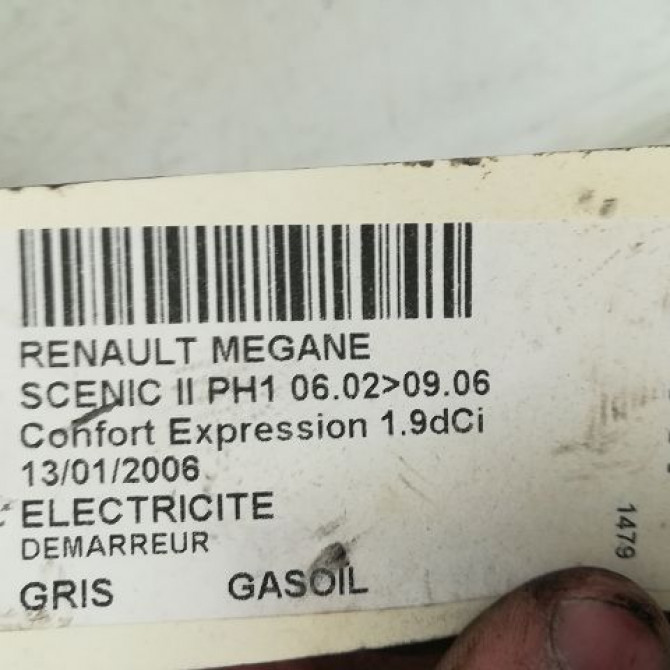 RENAULT MEGANE
SCENIC II PH1 06.02>09.06
Confort Expression 1.9dCi
13/01/2006
ELECTRICITE
DEMARREUR
GRIS GASOIL
1479